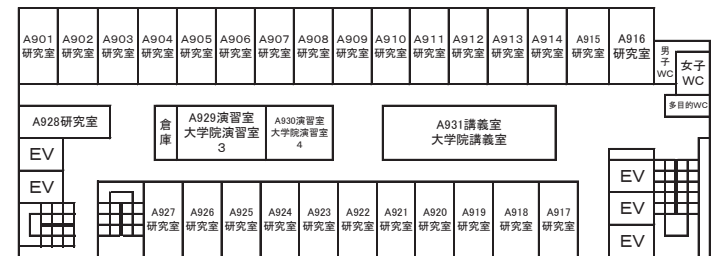 A901 A902 A903 A904 A905 A906 A907 A908 A909 A910 A911 A912 A913 A914 A915 A916
研究室 研究室 研究室 研究室 研究室 研究室 研究室 研究室 研究室 研究室 研究室 研究室 研究室 研究室 研究室 研究室
男子WC
女子
WC
多目的WC
A928研究室
倉庫
A929演習室
大学院演習室
3
A930演習室
大学院演習室
4
A931講義室
大学院講義室
EV
EV
EV
EV
EV
A927 A926 A925 A924 A923 A922 A921 A920 A919 A918 A917
研究室 研究室 研究室 研究室 研究室 研究室 研究室 研究室 研究室 研究室 研究室